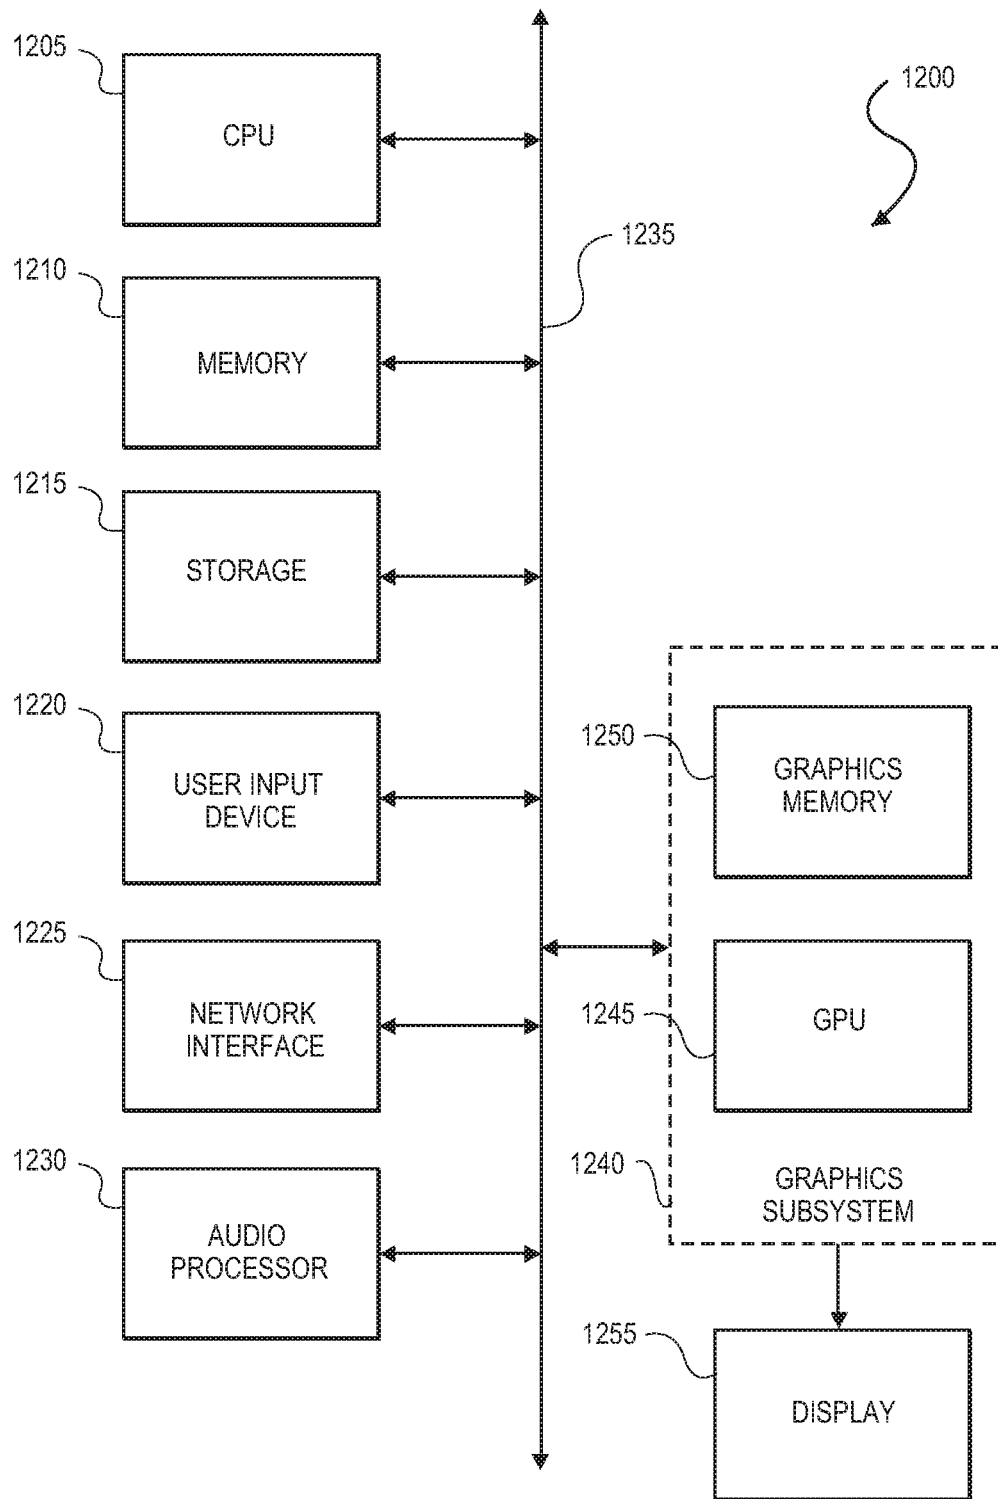 1205
CPU
1200
1235
1210
MEMORY
1215
STORAGE
1220
USER INPUT
DEVICE
1225
NETWORK
INTERFACE
1230
AUDIO
PROCESSOR
1250
GRAPHICS
MEMORY
1245
GPU
1240
GRAPHICS
SUBSYSTEM
1255
DISPLAY